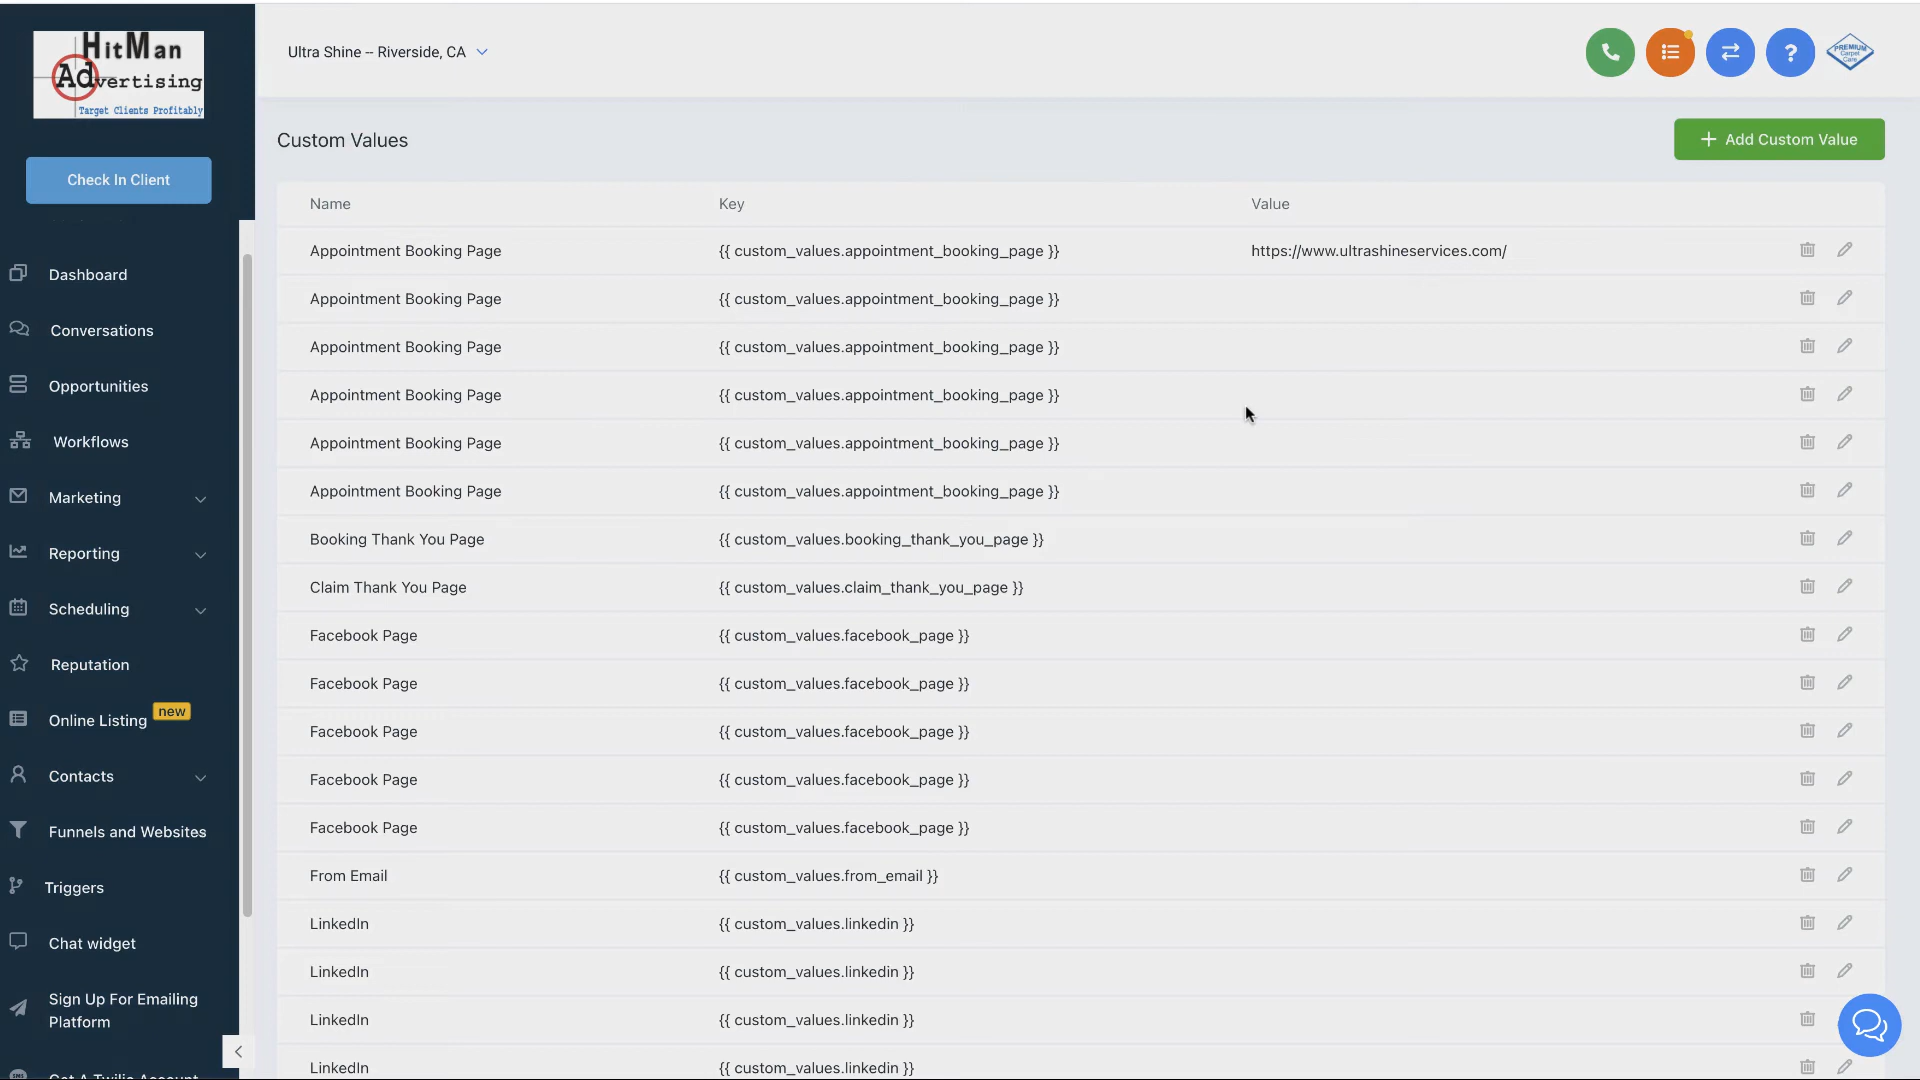 HitMan
Advertising
Target Clients Profitably
Ultra Shine -- Riverside, CA
?
PREMIUM
Carpet
Care
Check In Client
Custom Values
+ Add Custom Value
Name Key Value
Appointment Booking Page {{ custom_values.appointment_booking_page }} https://www.ultrashineservices.com/
Appointment Booking Page {{ custom_values.appointment_booking_page }}
Appointment Booking Page {{ custom_values.appointment_booking_page }}
Appointment Booking Page {{ custom_values.appointment_booking_page }}
Appointment Booking Page {{ custom_values.appointment_booking_page }}
Appointment Booking Page {{ custom_values.appointment_booking_page }}
Booking Thank You Page {{ custom_values.booking_thank_you_page }}
Claim Thank You Page {{ custom_values.claim_thank_you_page }}
Facebook Page {{ custom_values.facebook_page }}
Facebook Page {{ custom_values.facebook_page }}
Facebook Page {{ custom_values.facebook_page }}
Facebook Page {{ custom_values.facebook_page }}
Facebook Page {{ custom_values.facebook_page }}
From Email {{ custom_values.from_email }}
LinkedIn {{ custom_values.linkedin }}
LinkedIn {{ custom_values.linkedin }}
LinkedIn {{ custom_values.linkedin }}
LinkedIn {{ custom_values.linkedin }}
Dashboard
Conversations
Opportunities
Workflows
Marketing
Reporting
Scheduling
Reputation
Online Listing new
Contacts
Funnels and Websites
Triggers
Chat widget
Sign Up For Emailing
Platform
Get A Twilio Account